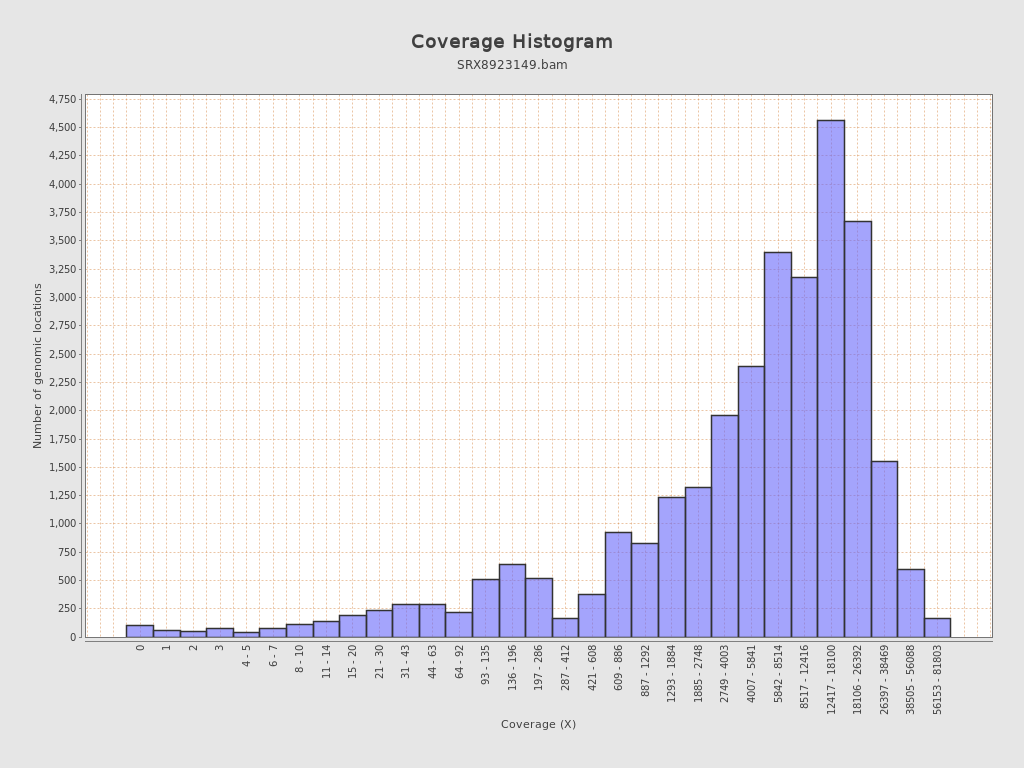 Coverage Histogram
SRX8923149.bam
Number of genomic locations
4,750
4,500
4,250
4,000
3,750
3,500
3,250
3,000
2,750
2,500
2,250
2,000
1,750
1,500
1,250
1,000
750
500
250
0
0
1
2
3
4 - 5
6 - 7
8 - 10
11 - 14
15 - 20
21 - 30
31 - 43
44 - 63
64 - 92
93 - 135
136 - 196
197 - 286
287 - 412
421 - 608
609 - 886
887 - 1292
1293 - 1884
1885 - 2748
2749 - 4003
4007 - 5841
5842 - 8514
8517 - 12416
12417 - 18100
18106 - 26392
26397 - 38469
38505 - 56088
56153 - 81803
Coverage (X)